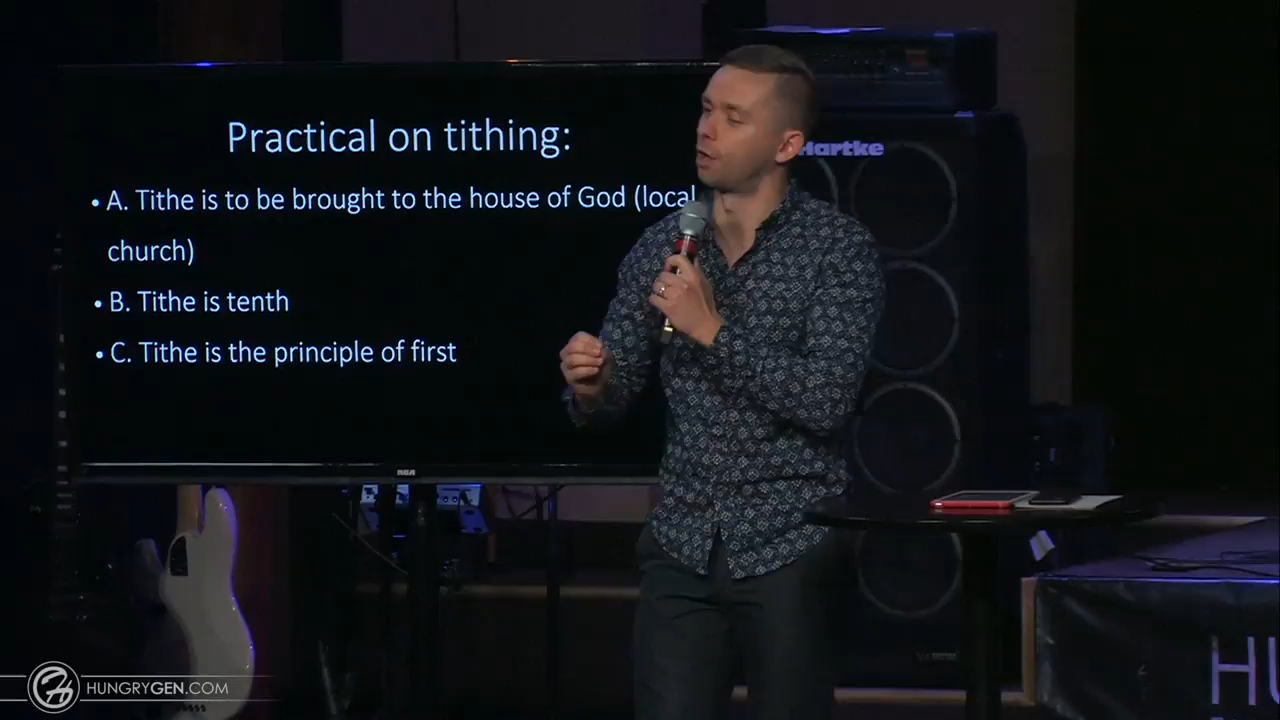 Practical on tithing:
• A. Tithe is to be brought to the house of God (local
church)
• B. Tithe is tenth
• C. Tithe is the principle of first
Hartke
RCA
HU
HUNGRYGEN.COM